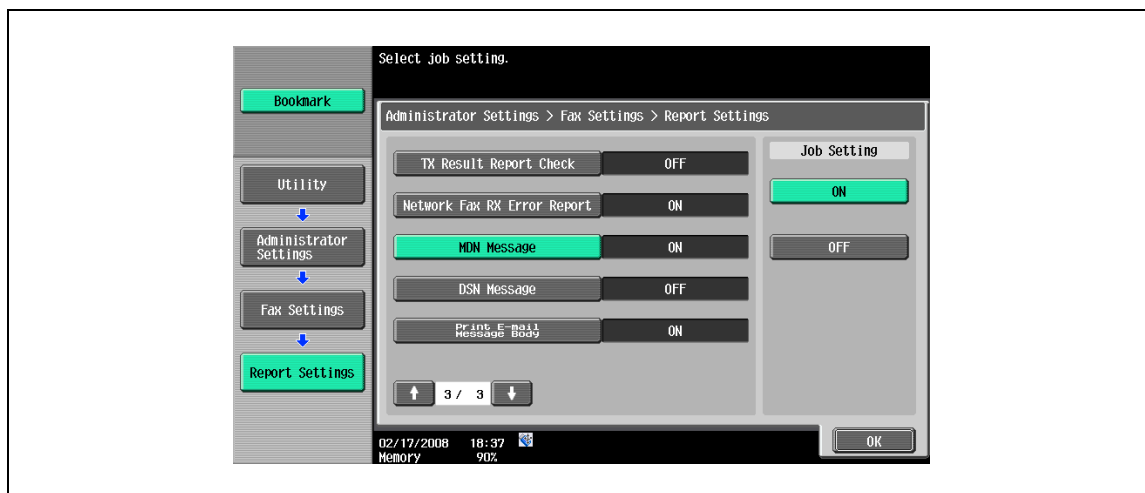 Select job setting.
Bookmark
Administrator Settings > Fax Settings > Report Settings
Utility
Administrator
Settings
Fax Settings
Report Settings
TX Result Report Check OFF
Network Fax RX Error Report ON
MDN Message ON
DSN Message OFF
Print E-mail
Message Body ON
3 / 3
Job Setting
ON
OFF
02/17/2008 18:37
Memory 90%
OK